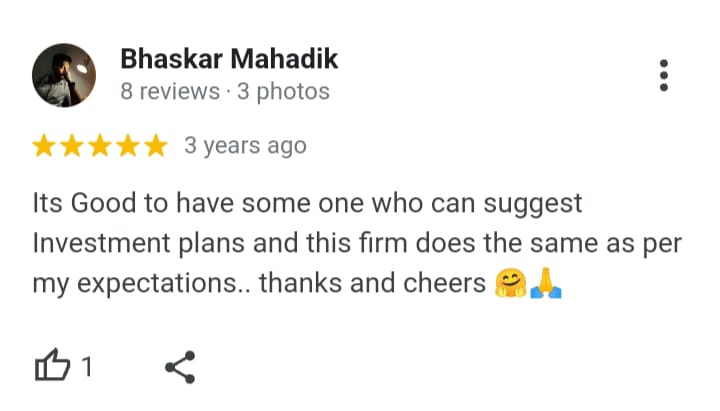 Bhaskar Mahadik
8 reviews · 3 photos
3 years ago
Its Good to have some one who can suggest
Investment plans and this firm does the same as per
my expectations.. thanks and cheers 🤗🙏
1